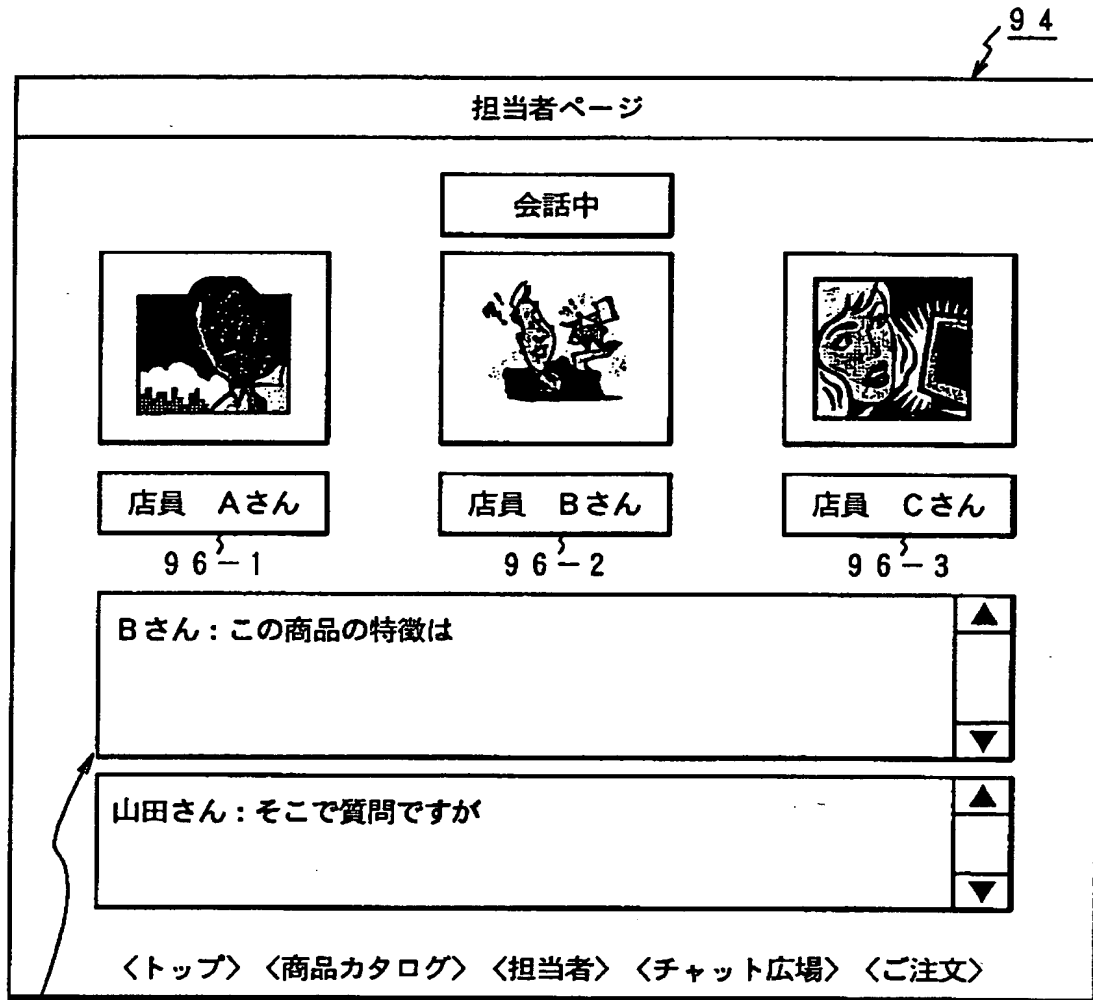 94
担当者ページ
会話中
店員 Aさん
店員 Bさん
店員 Cさん
96-1
96-2
96-3
Bさん:この商品の特徴は
山田さん:そこで質問ですが
〈トップ〉〈商品カタログ〉〈担当者〉〈チャット広場〉〈ご注文〉